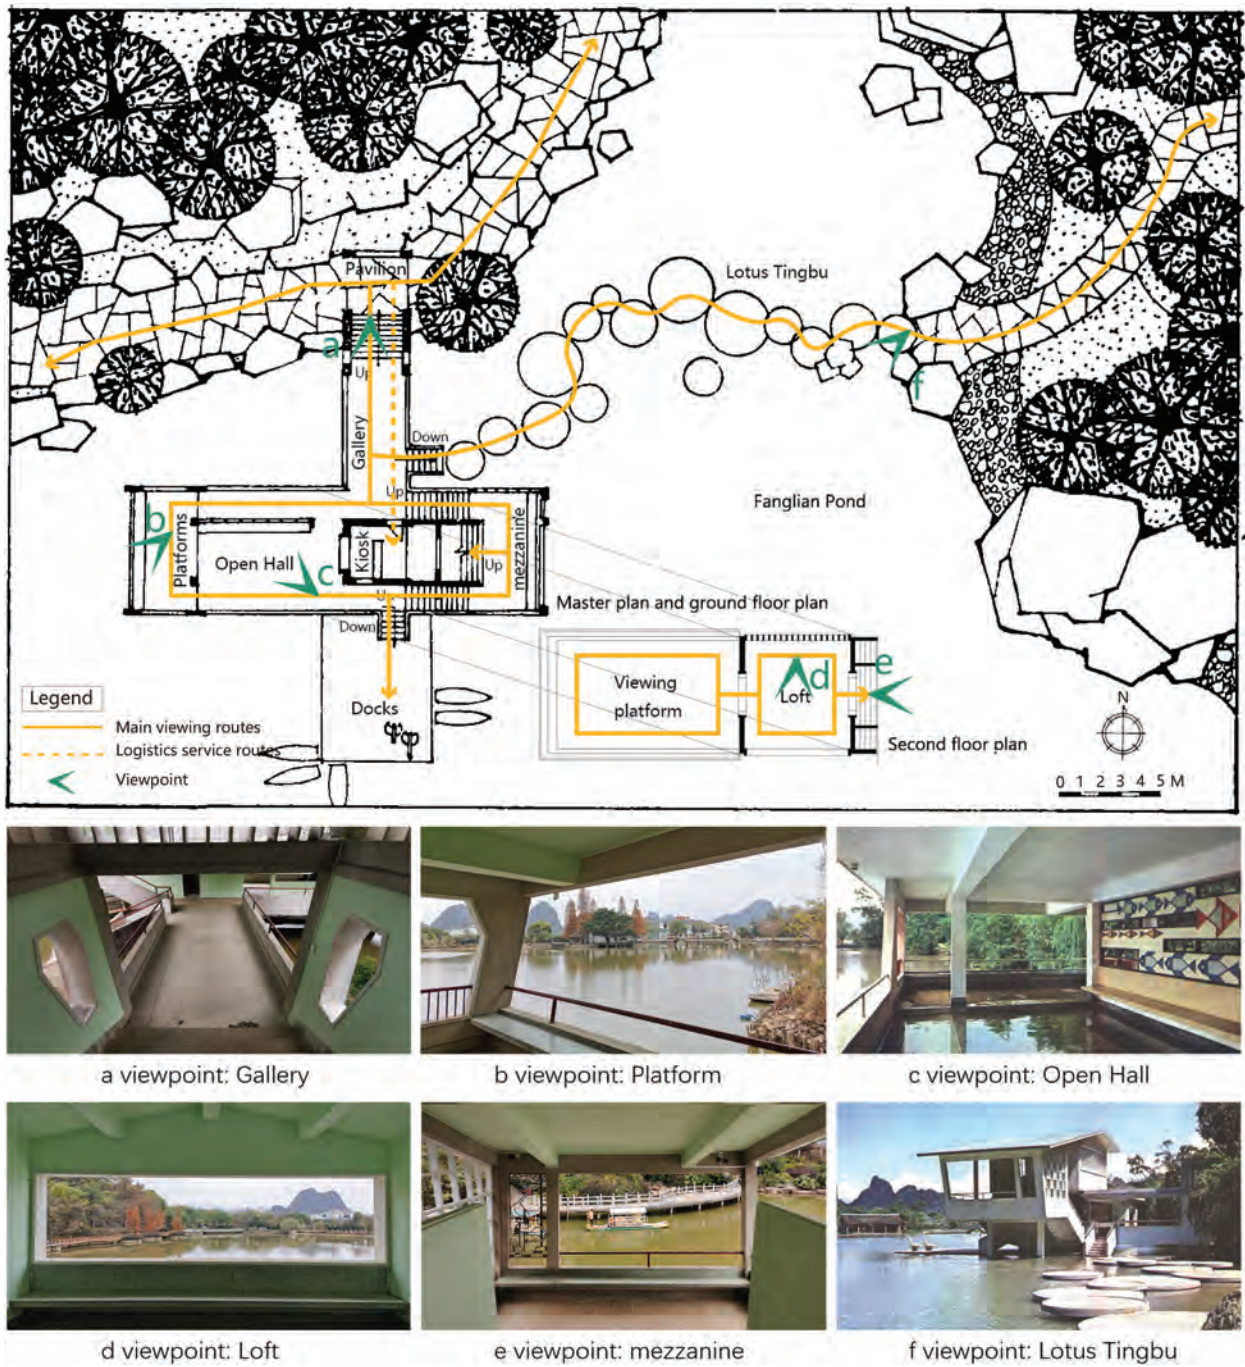 Pavilion
Lotus Tingbu
a
f
Up
Gallery
Down
Up
Fanglian Pond
b
Platforms
Open Hall
c
Kiosk
Up
mezzanine
Up
Master plan and ground floor plan
Down
Viewing
platform
Loft
d
e
Legend
Main viewing routes
Docks
N
Second floor plan
Logistics service routes
Viewpoint
0 1 2 3 4 5 M
a viewpoint: Gallery
b viewpoint: Platform
c viewpoint: Open Hall
d viewpoint: Loft
e viewpoint: mezzanine
f viewpoint: Lotus Tingbu